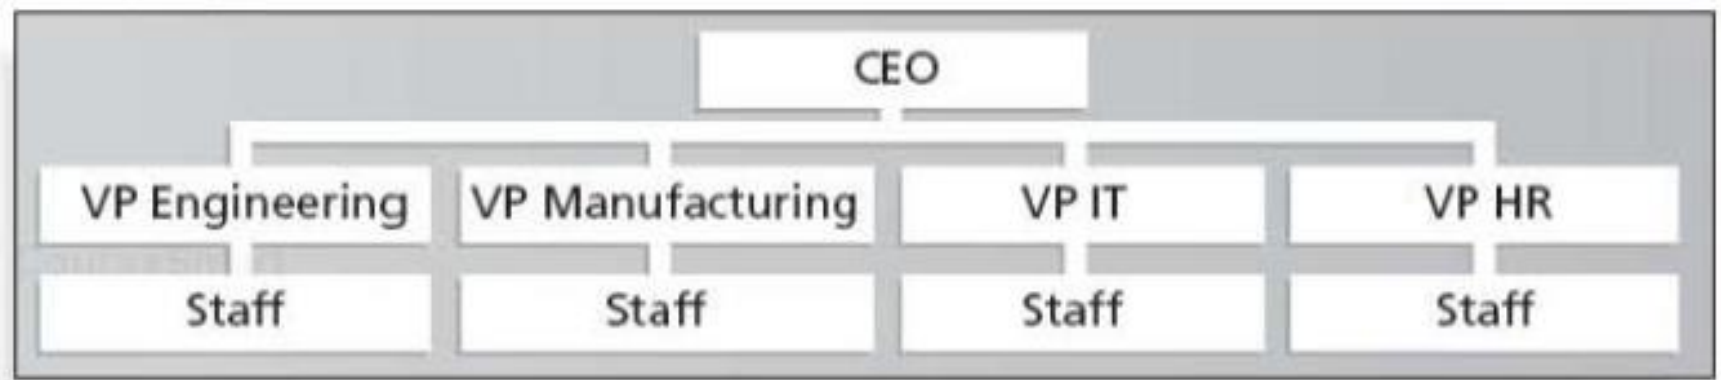 CEO
VP Engineering VP Manufacturing VP IT VP HR
Staff Staff Staff Staff